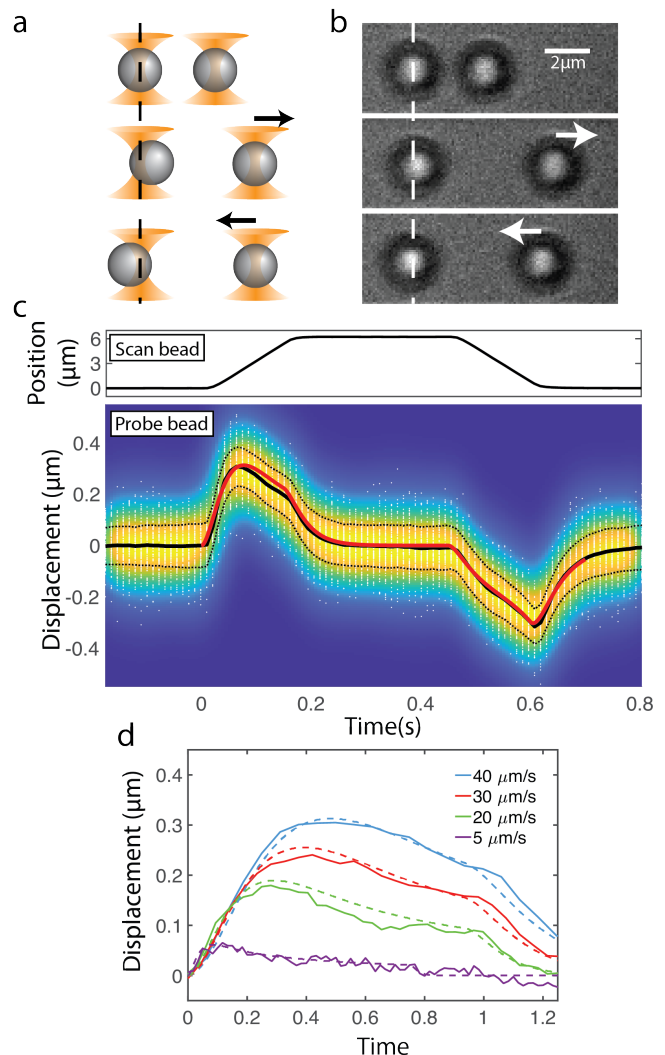 a
b
2μm
c
Position
(μm)
6
3
0
Scan bead
Displacement (μm)
Probe bead
0.4
0.2
0
-0.2
-0.4
0
0.2
0.4
0.6
0.8
Time(s)
d
Displacement (μm)
0.4
0.3
0.2
0.1
0
40 μm/s
30 μm/s
20 μm/s
5 μm/s
0
0.2
0.4
0.6
0.8
1
1.2
Time